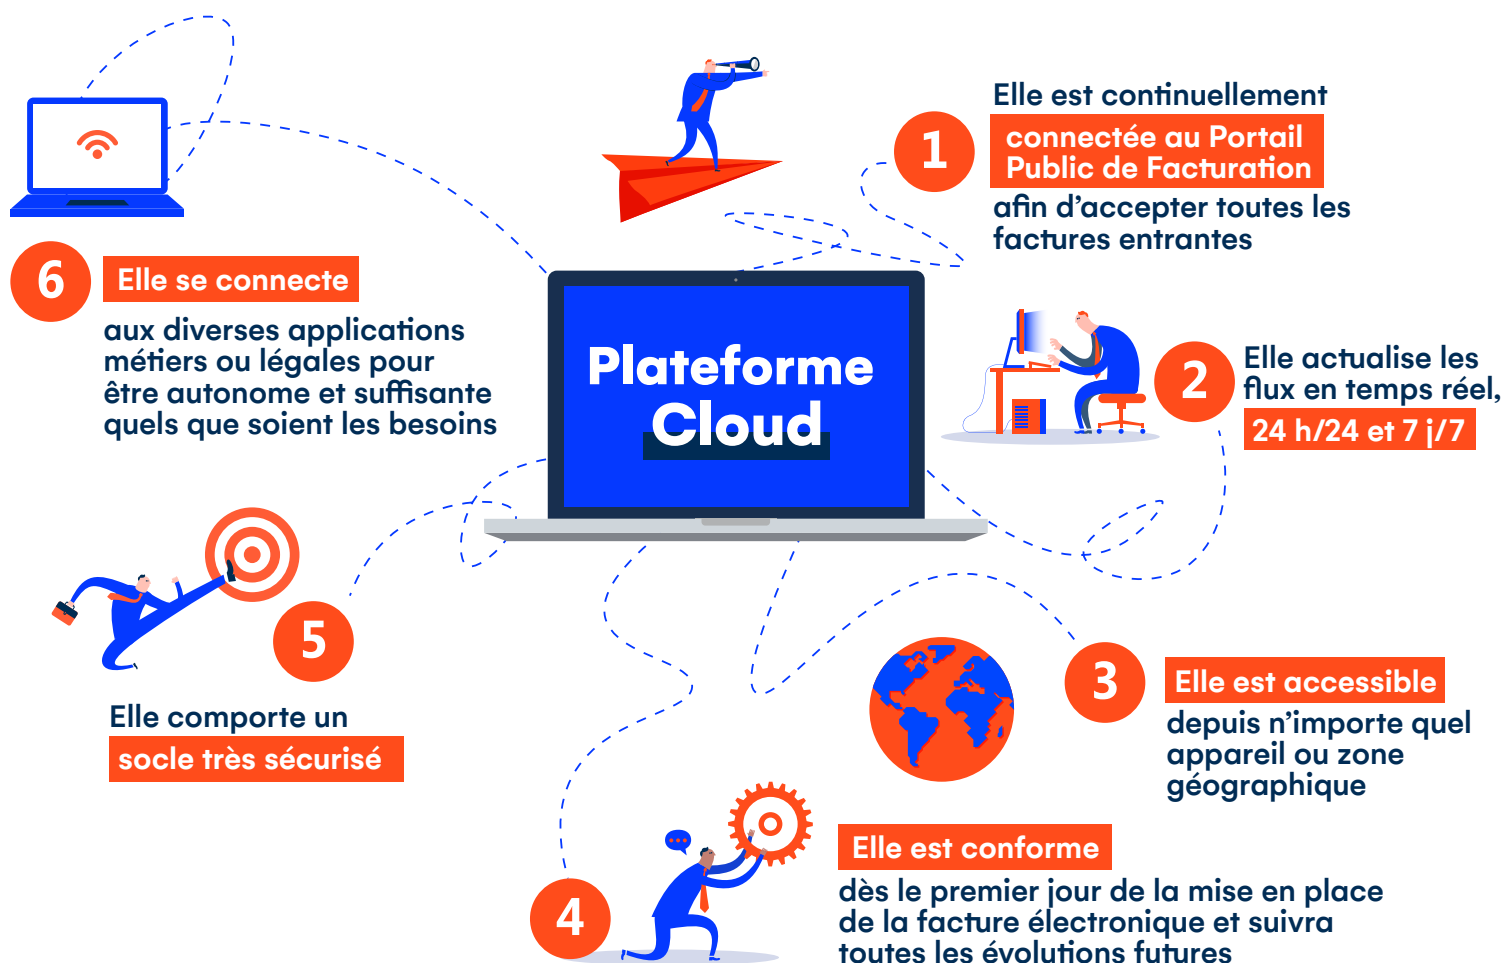 Plateforme
Cloud
1
Elle est continuellement
connectée au Portail
Public de Facturation
afin d’accepter toutes les
factures entrantes
2
Elle actualise les
flux en temps réel,
24 h/24 et 7 j/7
3
Elle est accessible
depuis n’importe quel
appareil ou zone
géographique
4
Elle est conforme
dès le premier jour de la mise en place
de la facture électronique et suivra
toutes les évolutions futures
5
Elle comporte un
socle très sécurisé
6
Elle se connecte
aux diverses applications
métiers ou légales pour
être autonome et suffisante
quels que soient les besoins